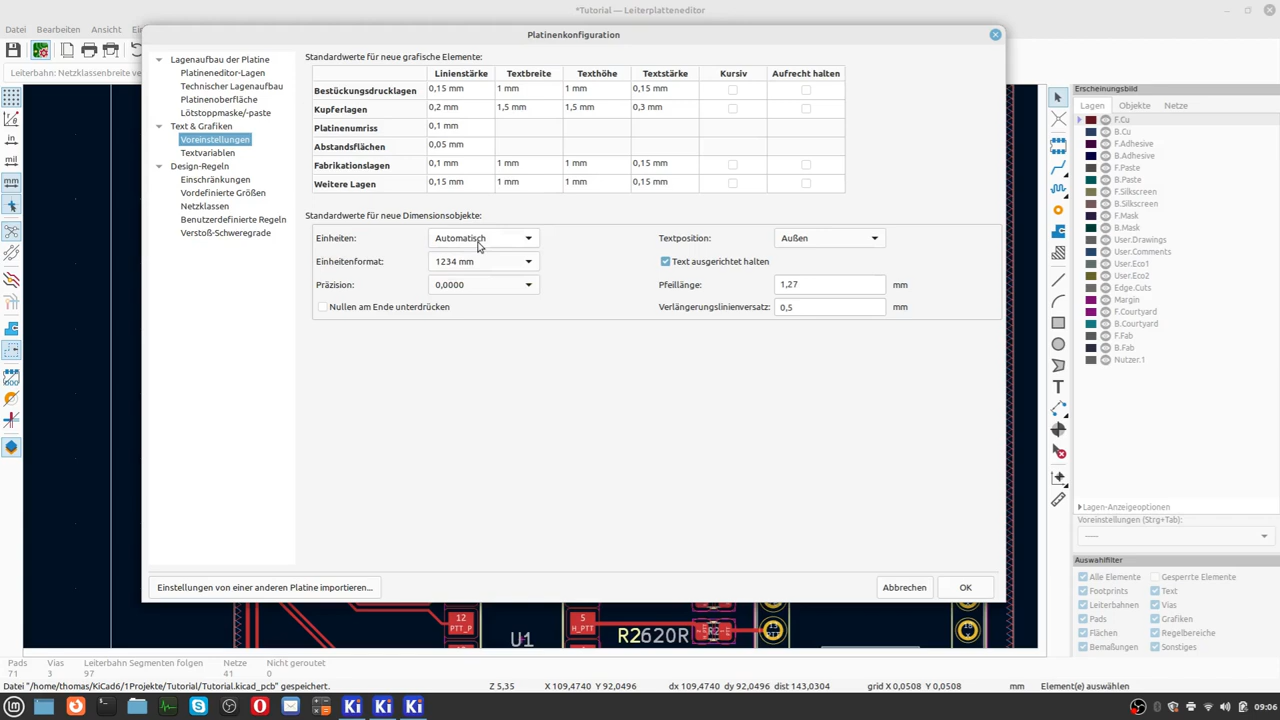 *Tutorial — Leiterplatteneditor
Datei Bearbeiten Ansicht
Platinenkonfiguration
Leiterbahn: Netzklassenbreite
in
mil
mm
Lagenaufbau der Platine
Platineneditor-Lagen
Technischer Lagenaufbau
Platinenoberfläche
Lötstoppmaske/-paste
Text & Grafiken
Voreinstellungen
Textvariablen
Design-Regeln
Einschränkungen
Vordefinierte Größen
Netzklassen
Benutzerdefinierte Regeln
Verstoß-Schweregrade
Standardwerte für neue grafische Elemente:
Linienstärke Textbreite Texthöhe Textstärke Kursiv Aufrecht halten
Bestückungsdrucklagen 0,15 mm 1 mm 1 mm 0,15 mm
Kupferlagen 0,2 mm 1,5 mm 1,5 mm 0,3 mm
Platinenumriss 0,1 mm
Abstandsflächen 0,05 mm
Fabrikationslagen 0,1 mm 1 mm 1 mm 0,15 mm
Weitere Lagen 0,15 mm 1 mm 1 mm 0,15 mm
Standardwerte für neue Dimensionsobjekte:
Einheiten: Automatisch Textposition: Außen
Einheitenformat: 1234 mm Text ausgerichtet halten
Präzision: 0,0000 Pfeillänge: 1,27 mm
Nullen am Ende unterdrücken Verlängerungslinienversatz: 0,5 mm
Einstellungen von einer anderen Platine importieren... Abbrechen OK
Erscheinungsbild
Lagen Objekte Netze
F.Cu
B.Cu
F.Adhesive
B.Adhesive
F.Paste
B.Paste
F.Silkscreen
B.Silkscreen
F.Mask
B.Mask
User.Drawings
User.Comments
User.Eco1
User.Eco2
Edge.Cuts
Margin
F.Courtyard
B.Courtyard
F.Fab
B.Fab
Nutzer.1
Lagen-Anzeigeoptionen
Voreinstellungen (Strg+Tab):
Auswahlfilter
Alle Elemente Gesperrte Elemente
Footprints Text
Leiterbahnen Vias
Pads Grafiken
Flächen Regelbereiche
Bemaßungen Sonstiges
12
PTT_P
U1
5
H_PTT
R2620R
Pads Vias Leiterbahn Segmenten folgen Netze Nicht geroutet
71 3 97 41 0
Datei "/home/thomas/KiCad6/1Projekte/Tutorial/Tutorial.kicad_pcb" gespeichert. Z 5,35 X 109,4740 Y 92,0496 dx 109,4740 dy 92,0496 dist 143,0304 grid X 0,0508 Y 0,0508 mm Element(e) auswählen
Ki Ki Ki
09:06